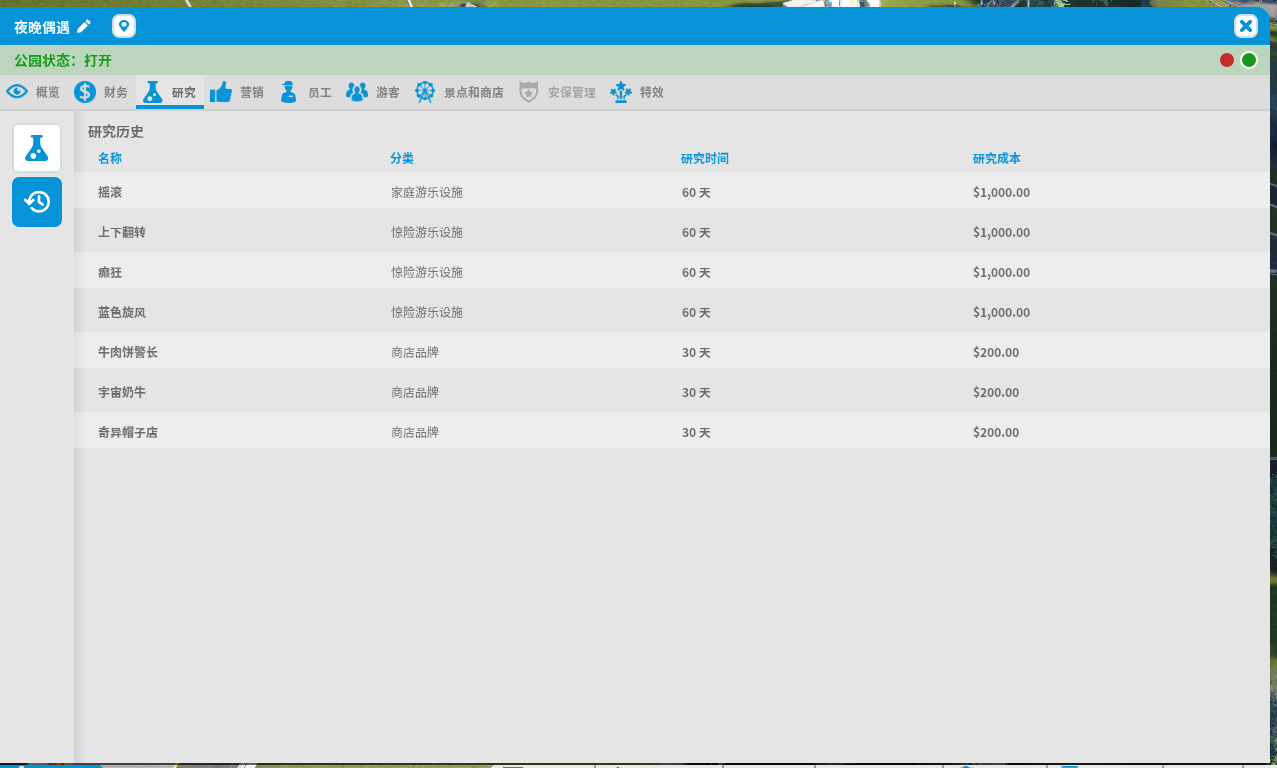 夜晚偶遇
公园状态：打开
概览 财务 研究 营销 员工 游客 景点和商店 安保管理 特效
研究历史
名称 分类 研究时间 研究成本
摇滚 家庭游乐设施 60 天 $1,000.00
上下翻转 惊险游乐设施 60 天 $1,000.00
癫狂 惊险游乐设施 60 天 $1,000.00
蓝色旋风 惊险游乐设施 60 天 $1,000.00
牛肉饼警长 商店品牌 30 天 $200.00
宇宙奶牛 商店品牌 30 天 $200.00
奇异帽子店 商店品牌 30 天 $200.00